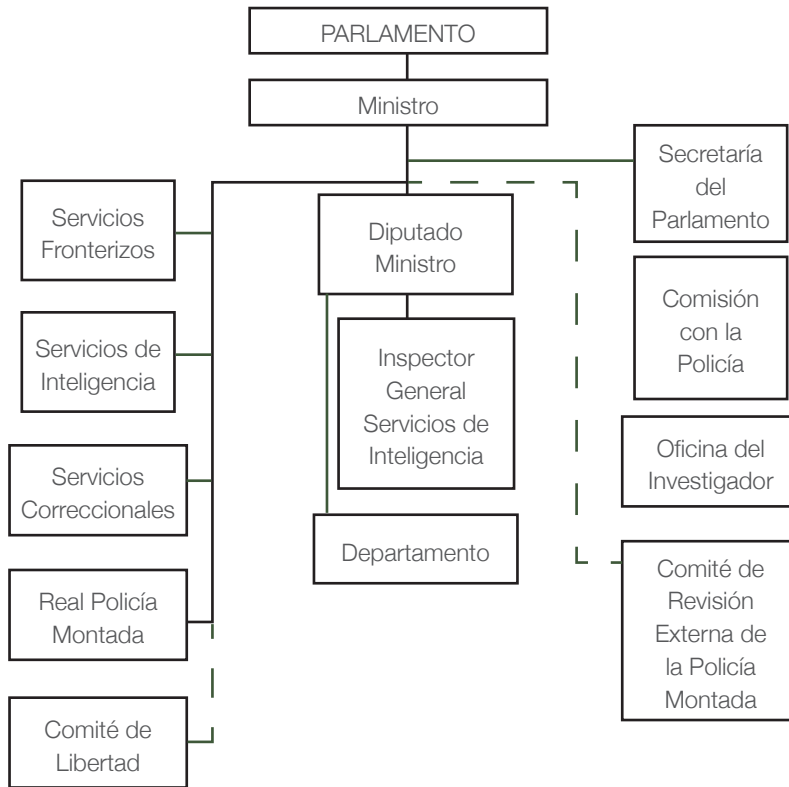 PARLAMENTO
Ministro
Secretaría
del
Parlamento
Servicios
Fronterizos
Diputado
Ministro
Comisión
con la
Policía
Servicios de
Inteligencia
Inspector
General
Servicios de
Inteligencia
Oficina del
Investigador
Servicios
Correccionales
Departamento
Comité de
Revisión
Externa de
la Policía
Montada
Real Policía
Montada
Comité de
Libertad